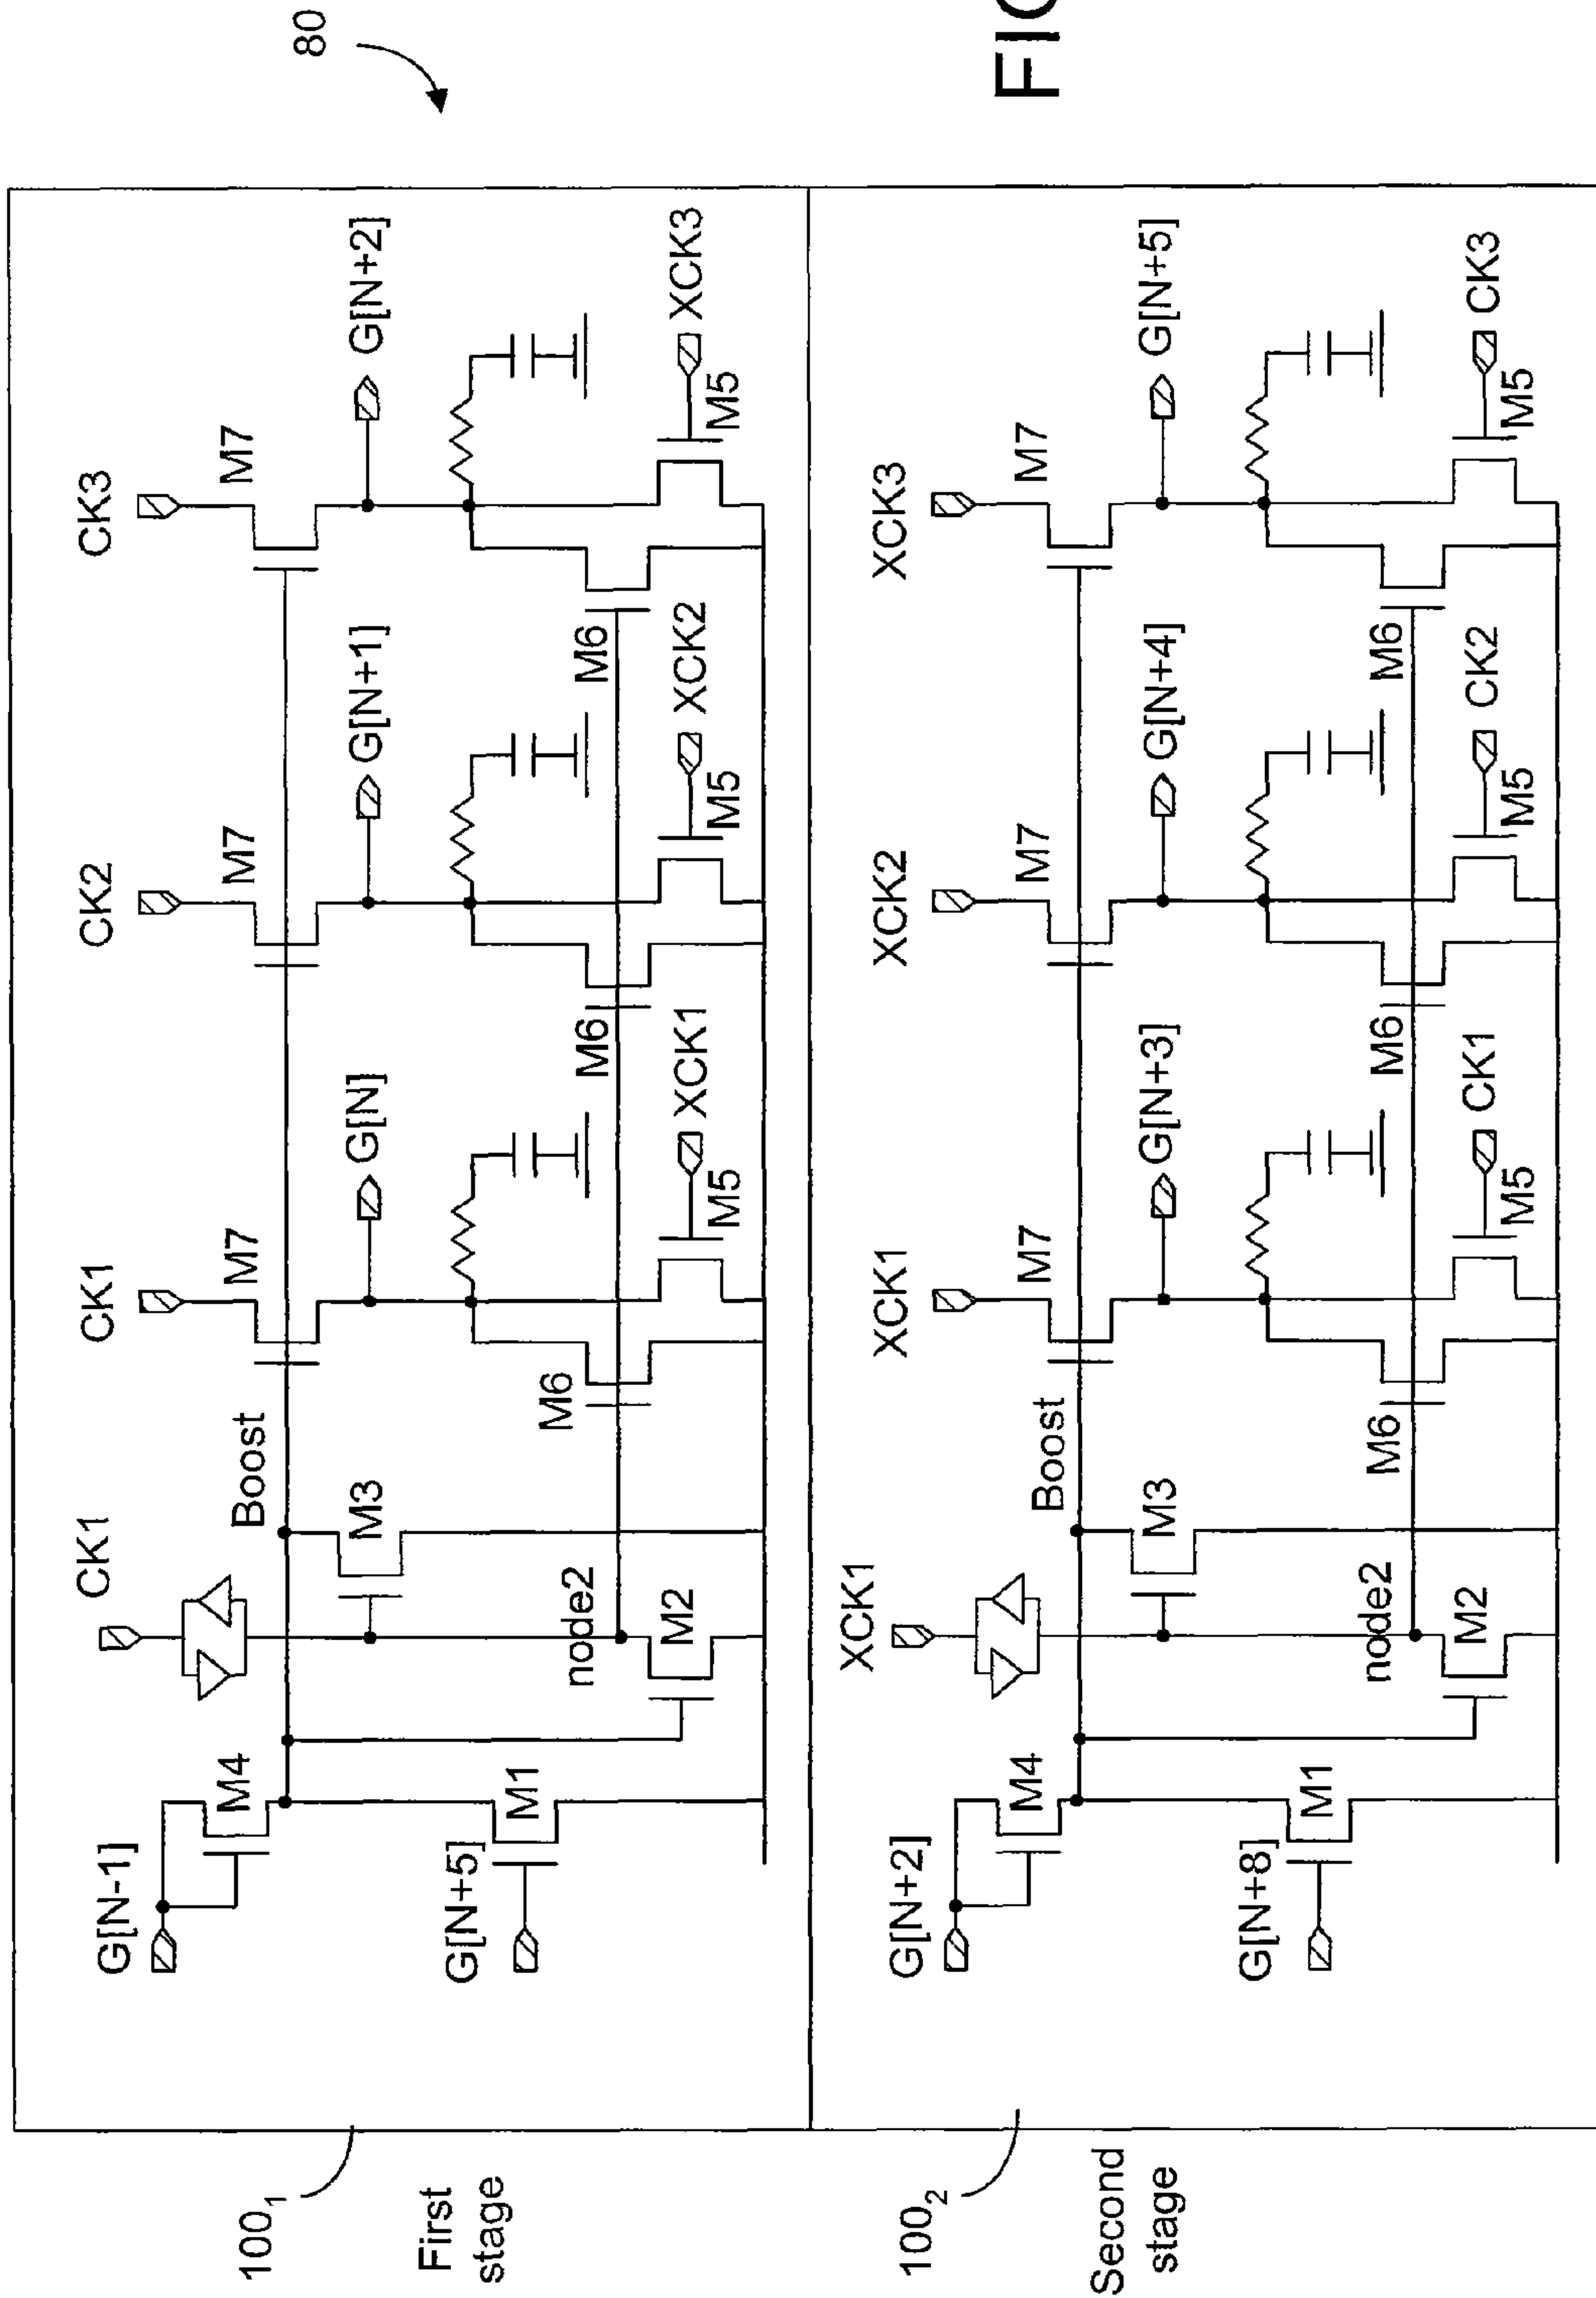 80
FIG
100₁
First
stage
G[N-1]
M4
G[N+5]
M1
CK1
Boost
M3
node2
M2
CK1
M7
G[N]
M6
M5
XCK1
CK2
M7
G[N+1]
M6
M5
XCK2
CK3
M7
G[N+2]
M6
M5
XCK3
100₂
Second
stage
G[N+2]
M4
G[N+8]
M1
XCK1
Boost
M3
node2
M2
XCK1
M7
G[N+3]
M6
M5
CK1
XCK2
M7
G[N+4]
M6
M5
CK2
XCK3
M7
G[N+5]
M6
M5
CK3